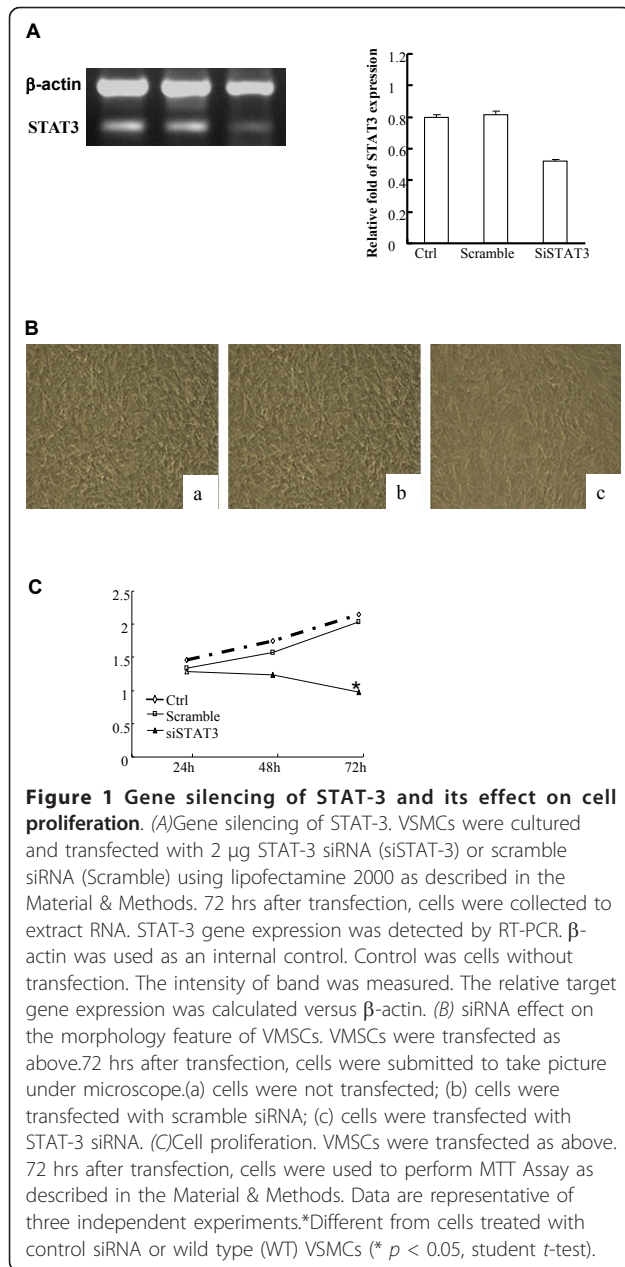 A
β-actin
STAT3
Relative fold of STAT3 expression
1.2
1
0.8
0.6
0.4
0.2
0
Ctrl Scramble SiSTAT3
B
a b c
C
2.5
2
1.5
1
0.5
0
*
Ctrl
Scramble
siSTAT3
24h 48h 72h
Figure 1 Gene silencing of STAT-3 and its effect on cell
proliferation. (A)Gene silencing of STAT-3. VSMCs were cultured
and transfected with 2 μg STAT-3 siRNA (siSTAT-3) or scramble
siRNA (Scramble) using lipofectamine 2000 as described in the
Material & Methods. 72 hrs after transfection, cells were collected to
extract RNA. STAT-3 gene expression was detected by RT-PCR. β-
actin was used as an internal control. Control was cells without
transfection. The intensity of band was measured. The relative target
gene expression was calculated versus β-actin. (B) siRNA effect on
the morphology feature of VMSCs. VMSCs were transfected as
above.72 hrs after transfection, cells were submitted to take picture
under microscope.(a) cells were not transfected; (b) cells were
transfected with scramble siRNA; (c) cells were transfected with
STAT-3 siRNA. (C)Cell proliferation. VMSCs were transfected as above.
72 hrs after transfection, cells were used to perform MTT Assay as
described in the Material & Methods. Data are representative of
three independent experiments.*Different from cells treated with
control siRNA or wild type (WT) VSMCs (* p < 0.05, student t-test).